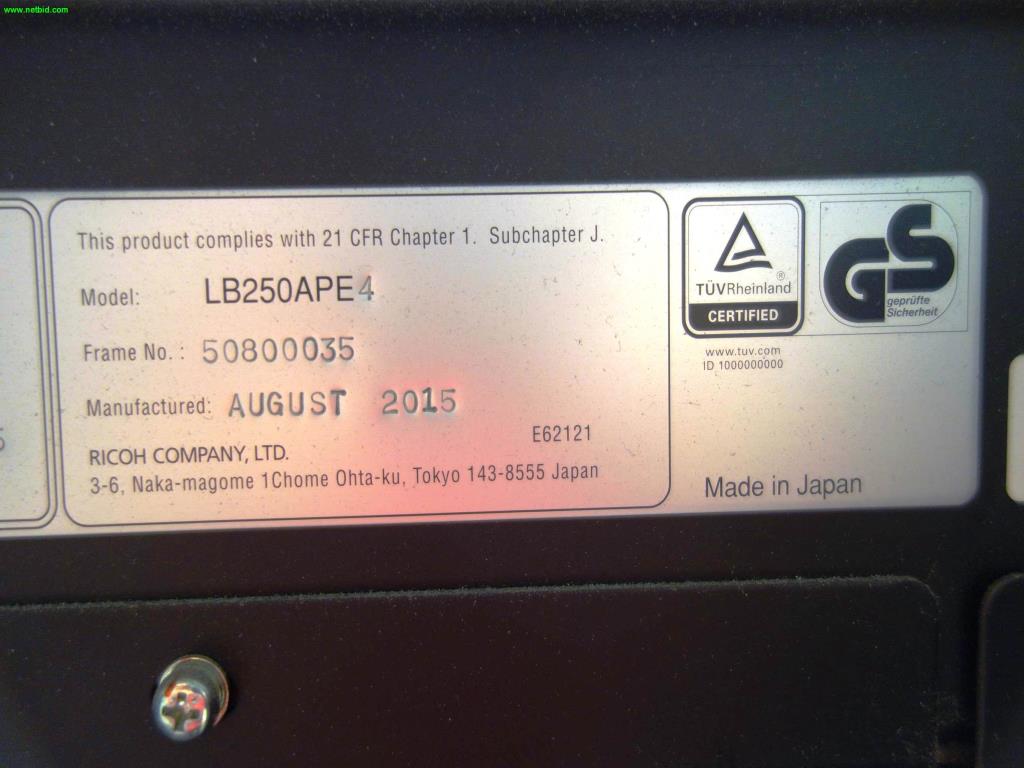 www.netbid.com
This product complies with 21 CFR Chapter 1. Subchapter J.
Model: LB250APE4
Frame No. : 50800035
Manufactured: AUGUST 2015
E62121
RICOH COMPANY, LTD.
3-6, Naka-magome 1Chome Ohta-ku, Tokyo 143-8555 Japan
TÜVRheinland®
CERTIFIED
www.tuv.com
ID 1000000000
GS
geprüfte
Sicherheit
Made in Japan